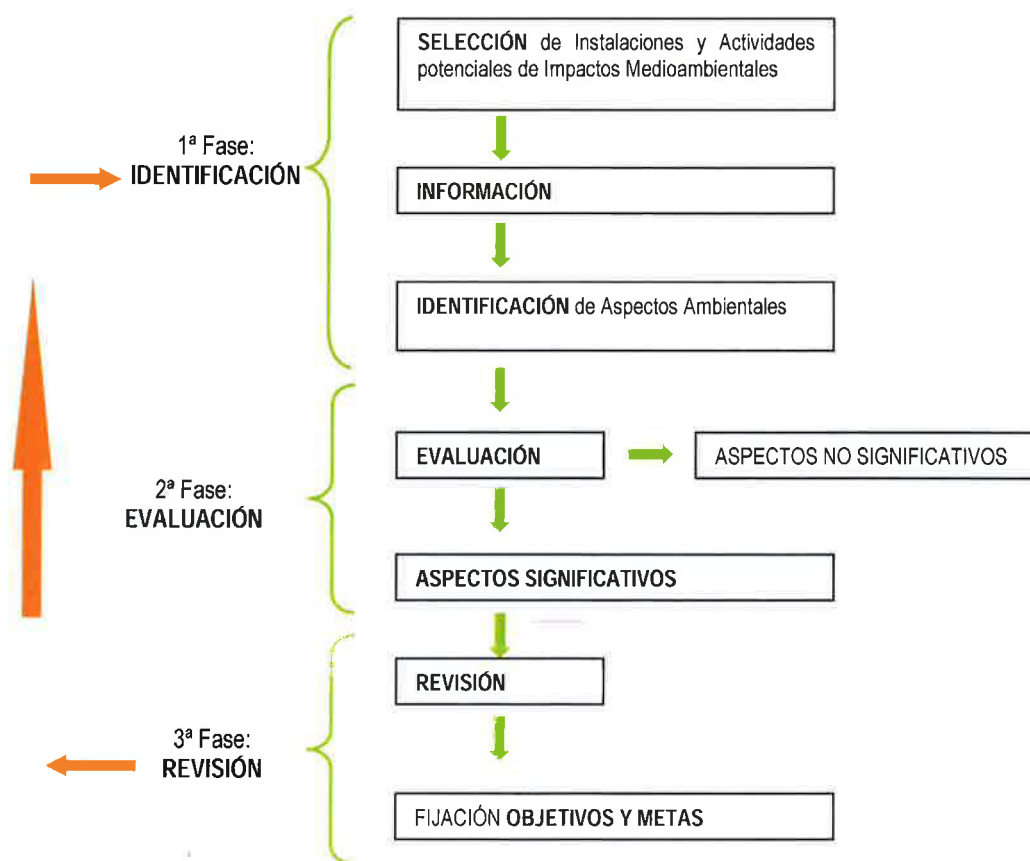 SELECCIÓN de Instalaciones y Actividades
potenciales de Impactos Medioambientales
1ª Fase:
IDENTIFICACIÓN
INFORMACIÓN
IDENTIFICACIÓN de Aspectos Ambientales
EVALUACIÓN
ASPECTOS NO SIGNIFICATIVOS
2ª Fase:
EVALUACIÓN
ASPECTOS SIGNIFICATIVOS
REVISIÓN
3ª Fase:
REVISIÓN
FIJACIÓN OBJETIVOS Y METAS